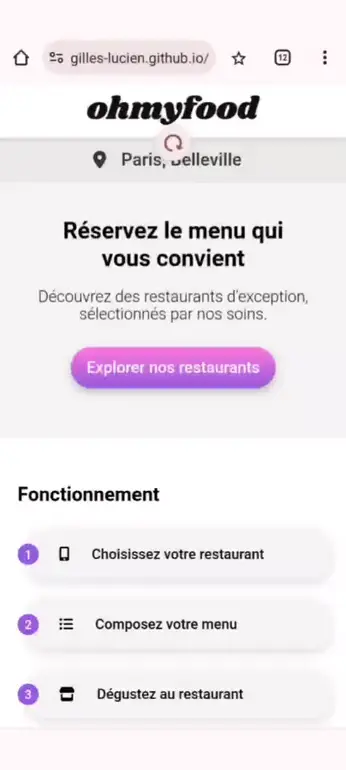 gilles-lucien.github.io/
12
ohmyfood
Paris, Belleville
Réservez le menu qui
vous convient
Découvrez des restaurants d'exception,
sélectionnés par nos soins.
Explorer nos restaurants
Fonctionnement
1 Choisissez votre restaurant
2 Composez votre menu
3 Dégustez au restaurant